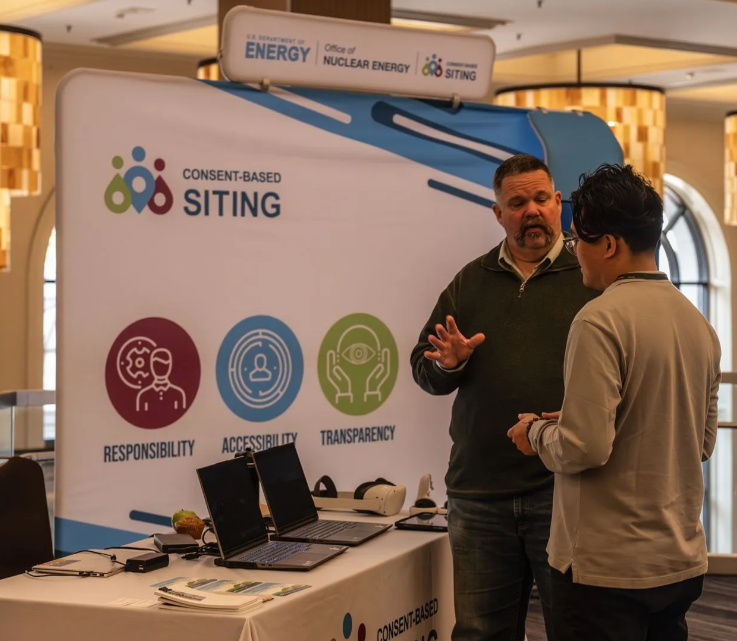 U.S. DEPARTMENT OF
ENERGY
Office of
NUCLEAR ENERGY
CONSENT-BASED
SITING
CONSENT-BASED
SITING
RESPONSIBILITY
ACCESSIBILITY
TRANSPARENCY
CONSENT-BASED